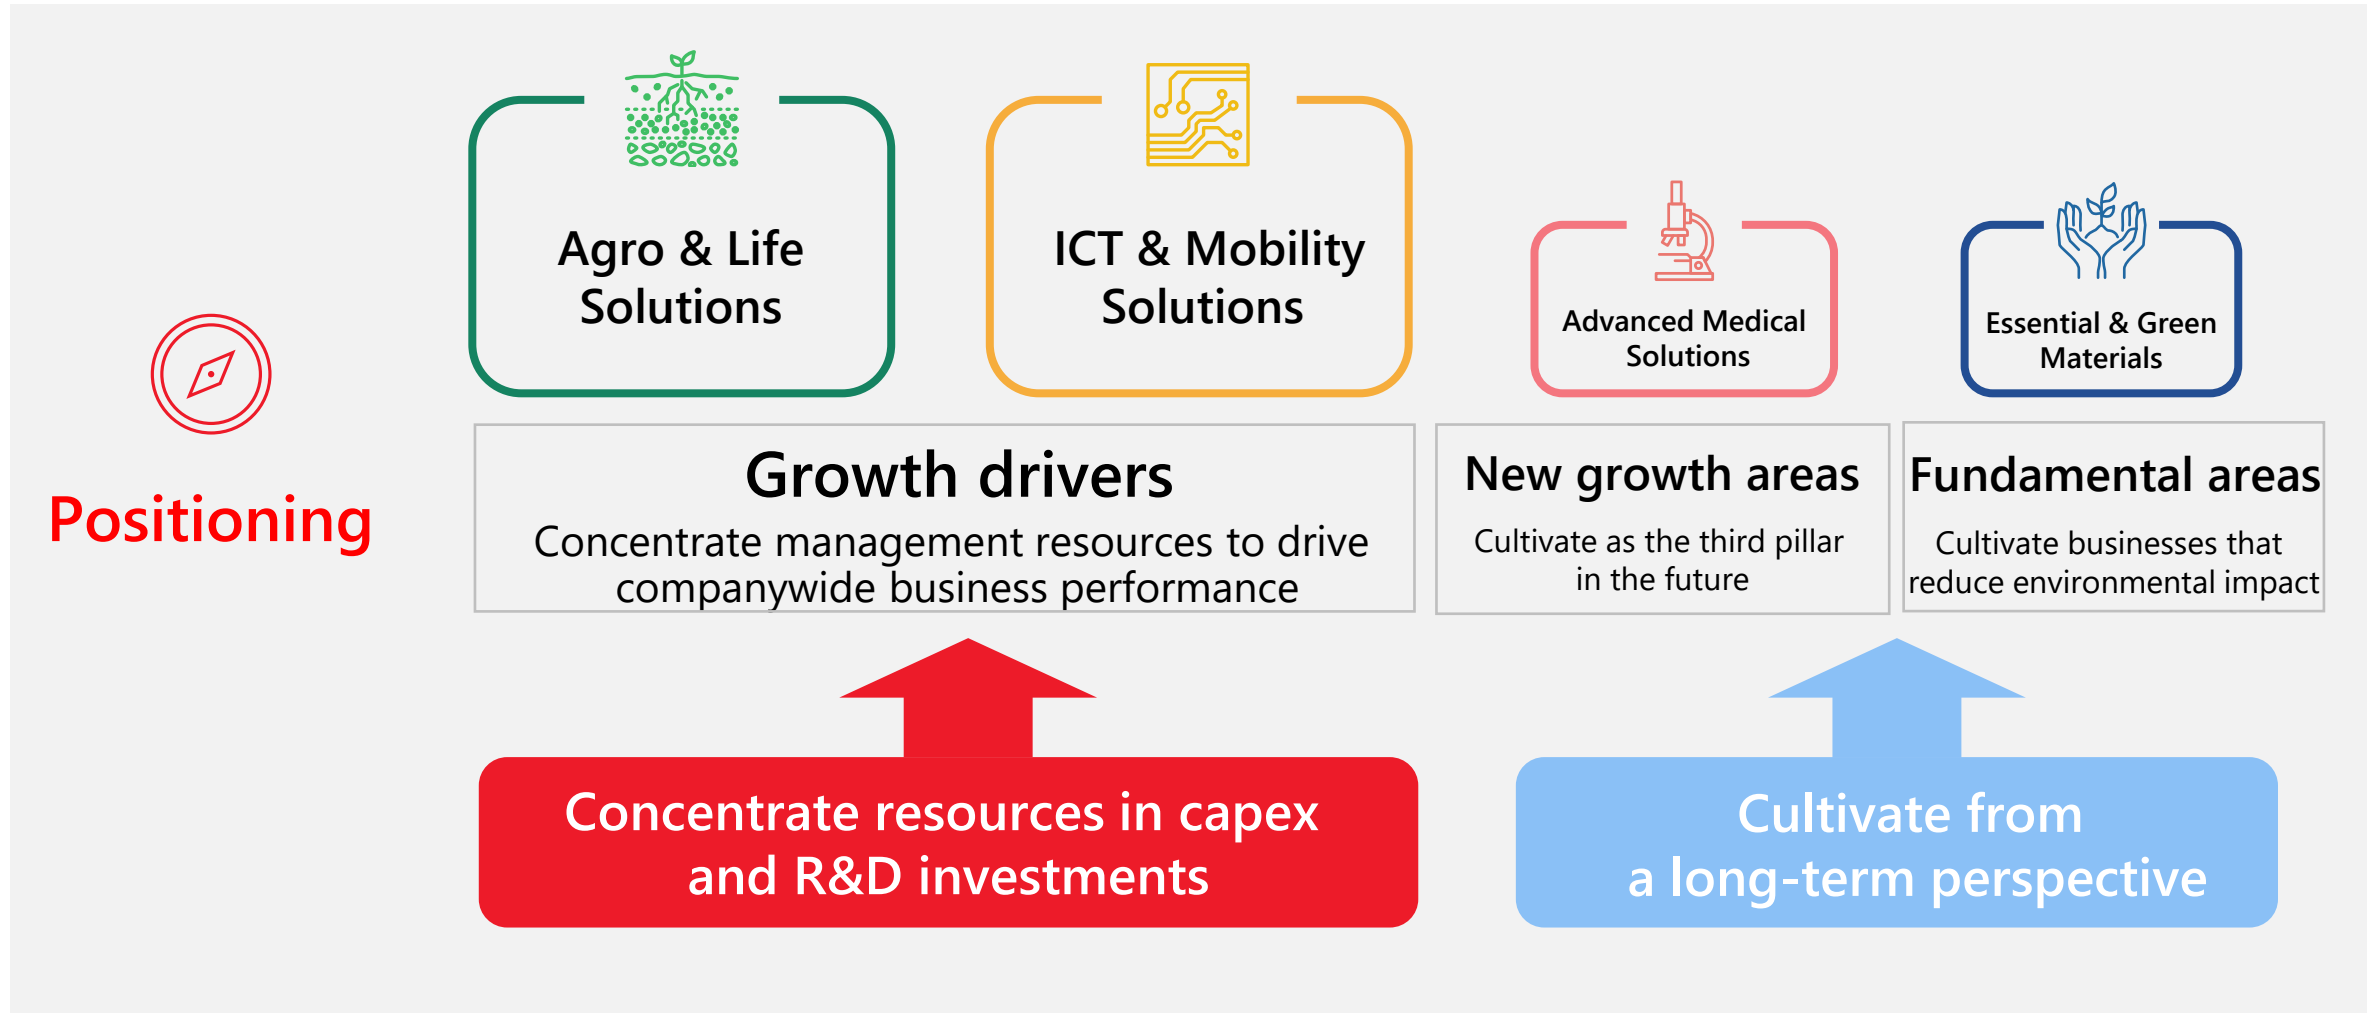 Positioning
Agro & Life
Solutions
ICT & Mobility
Solutions
Advanced Medical
Solutions
Essential & Green
Materials
Growth drivers
Concentrate management resources to drive
companywide business performance
New growth areas
Cultivate as the third pillar
in the future
Fundamental areas
Cultivate businesses that
reduce environmental impact
Concentrate resources in capex
and R&D investments
Cultivate from
a long-term perspective